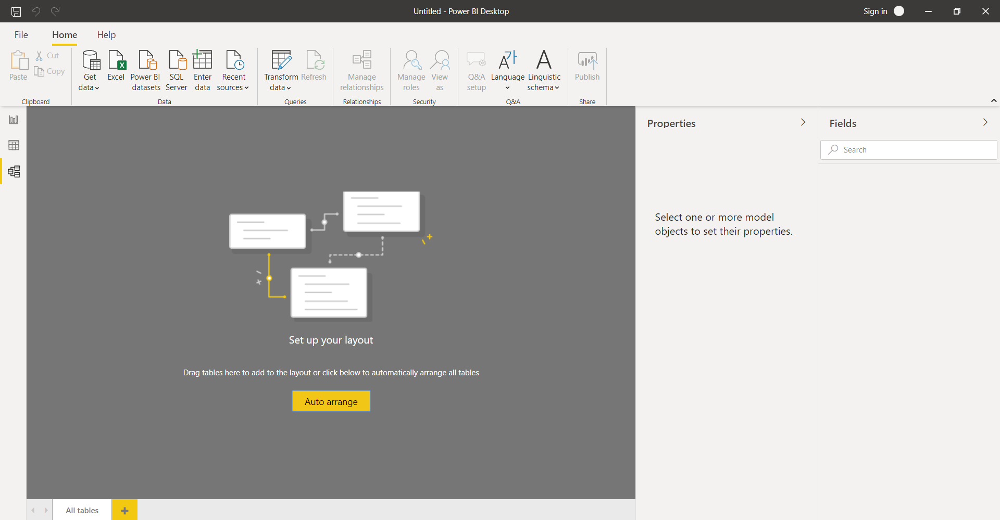 Untitled - Power BI Desktop
Sign in
File
Home
Help
Paste
Cut
Copy
Clipboard
Get
data
Excel
Power BI
datasets
SQL
Server
Enter
data
Recent
sources
Data
Transform
data
Refresh
Queries
Manage
relationships
Relationships
Manage
roles
View
as
Security
Q&A
setup
Language
Linguistic
schema
Q&A
Publish
Share
Properties
Select one or more model
objects to set their properties.
Fields
Search
Set up your layout
Drag tables here to add to the layout or click below to automatically arrange all tables
Auto arrange
All tables